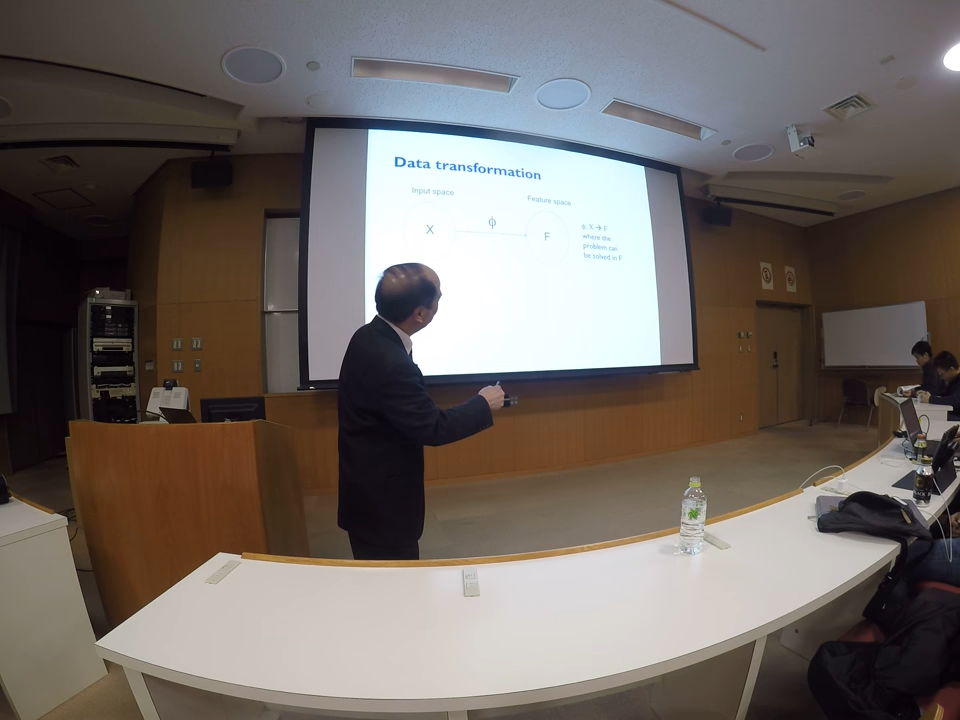 Data transformation
Input space
Feature space
X
ϕ
F
ϕ: X → F
where the
problem can
be solved in F